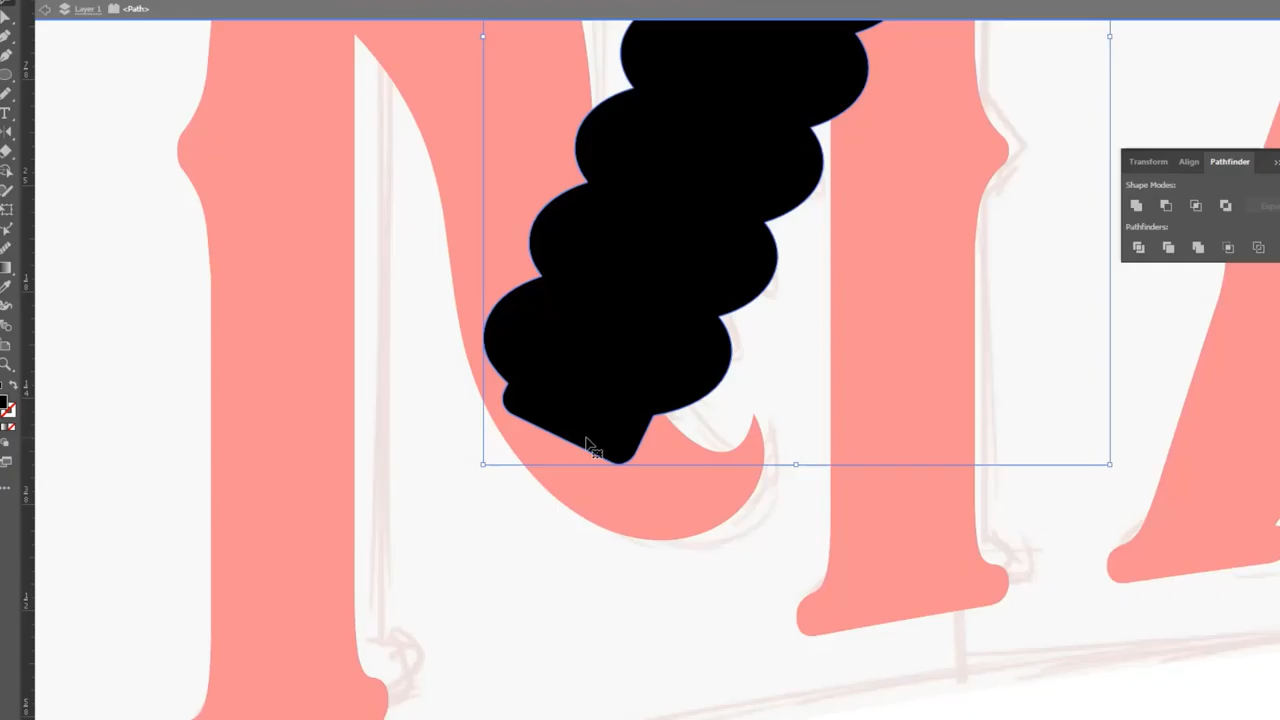 Layer 1 <Path>
Transform Align Pathfinder
Shape Modes:
Pathfinders: